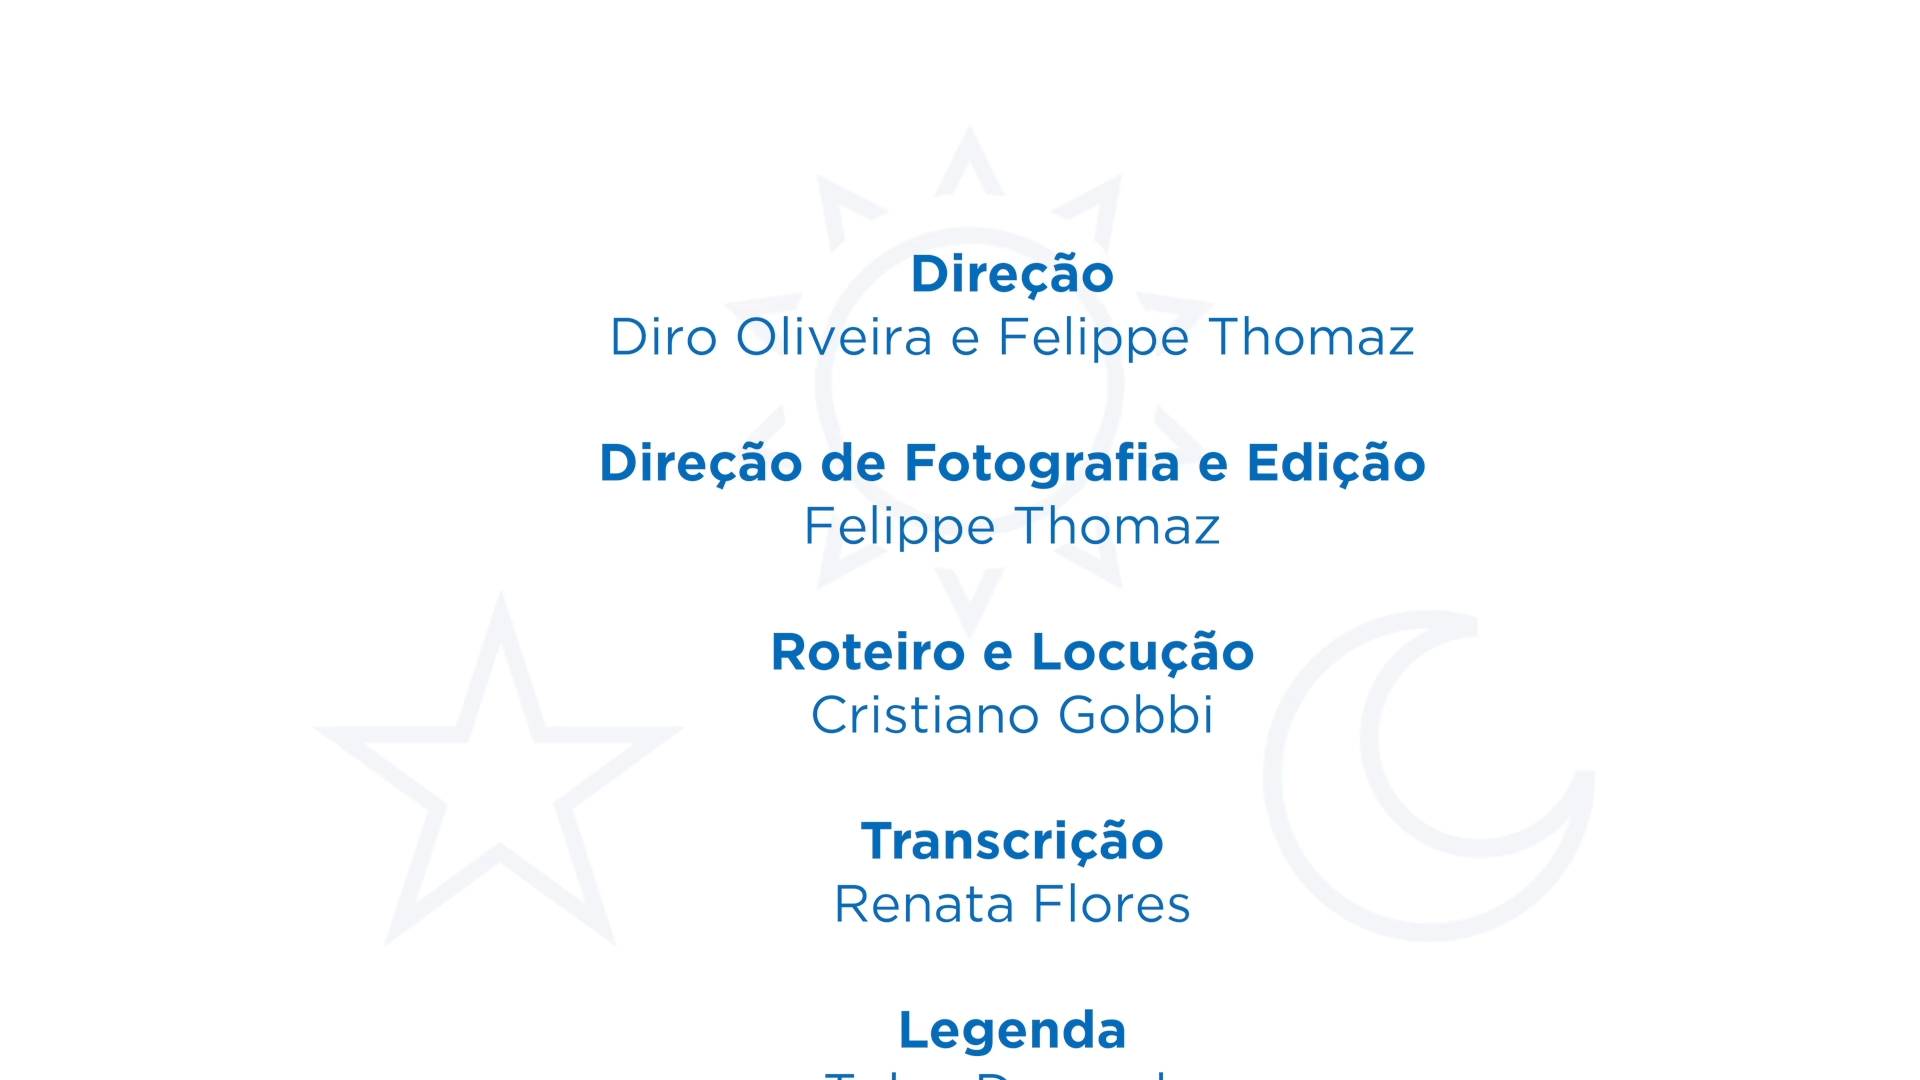 Direção
Diro Oliveira e Felippe Thomaz
Direção de Fotografia e Edição
Felippe Thomaz
Roteiro e Locução
Cristiano Gobbi
Transcrição
Renata Flores
Legenda